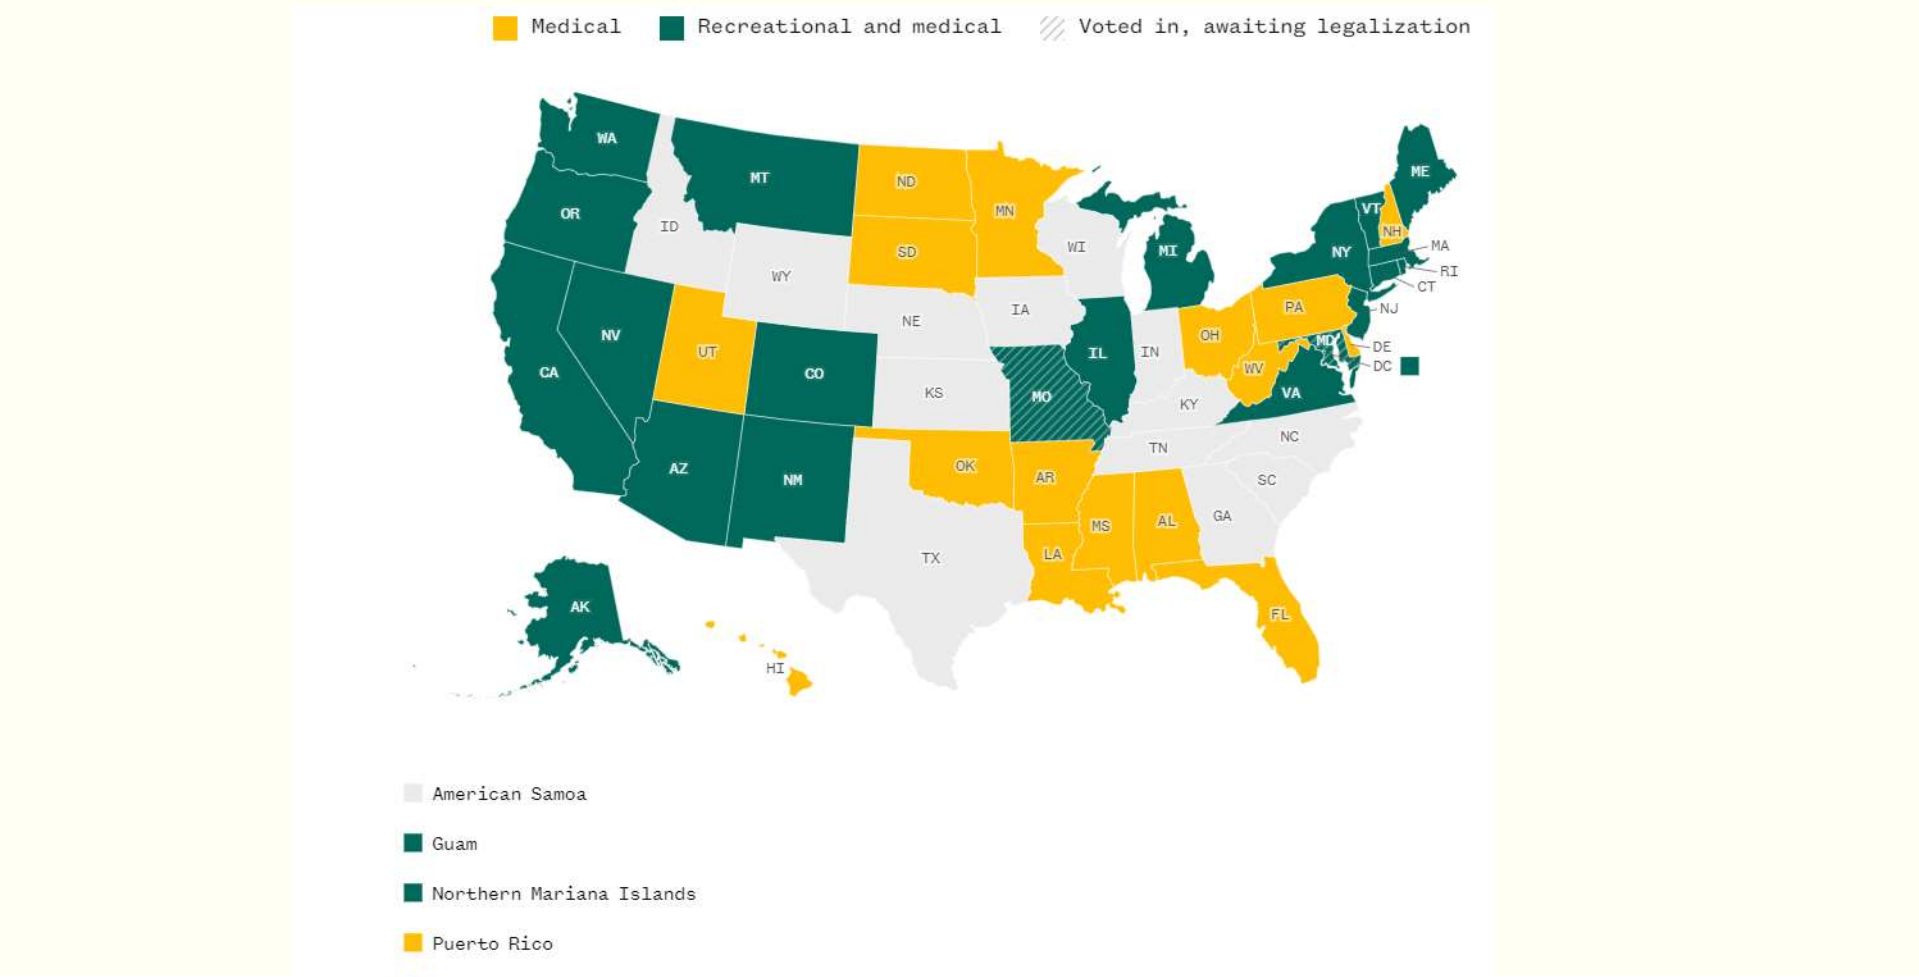 Medical
Recreational and medical
Voted in, awaiting legalization
WA
MT
ND
MN
ME
OR
ID
SD
WI
MI
VT
NH
NY
MA
RI
CT
WY
NE
IA
PA
NJ
NV
UT
CO
IL
IN
OH
MD
DE
DC
CA
KS
MO
WV
VA
KY
AZ
NM
OK
AR
TN
NC
SC
TX
LA
MS
AL
GA
FL
AK
HI
American Samoa
Guam
Northern Mariana Islands
Puerto Rico